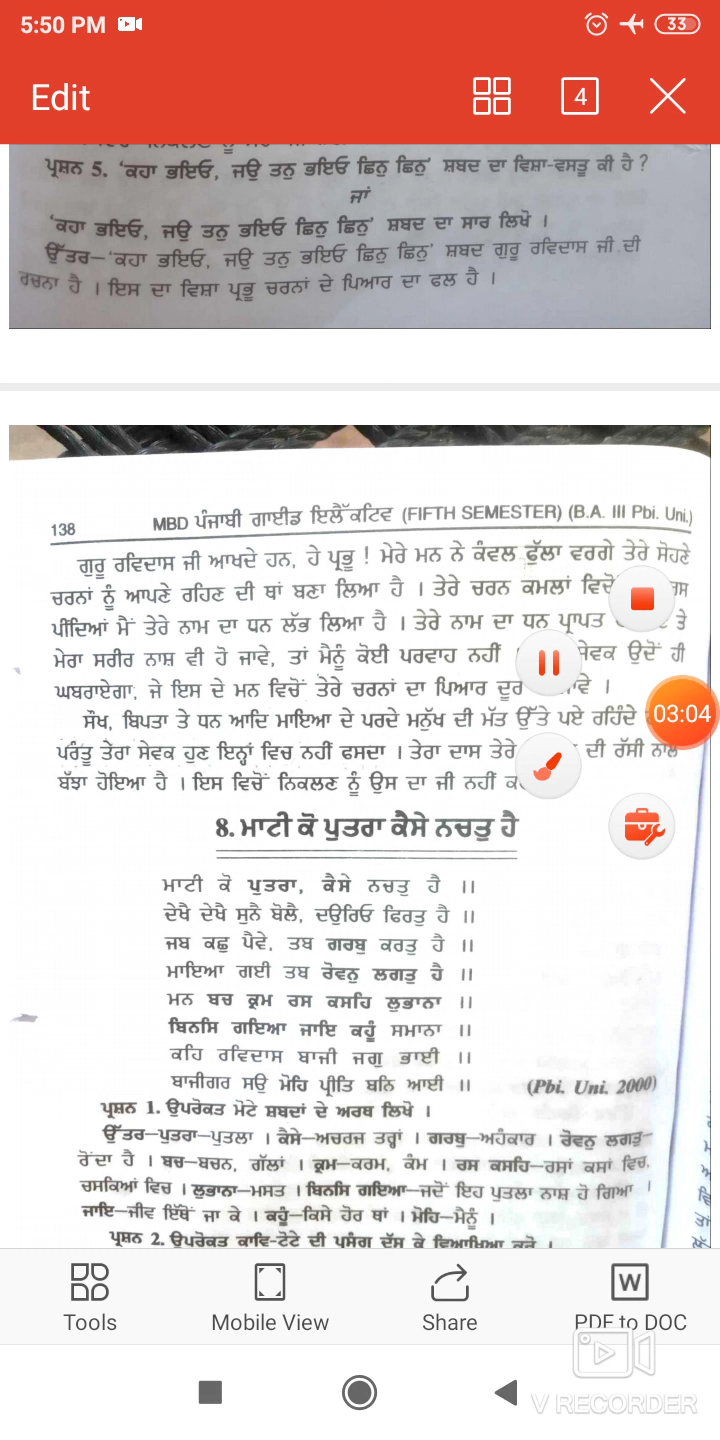 5:50 PM
33
Edit
4
ਪ੍ਰਸ਼ਨ 5. ‘ਕਹਾ ਭਇਓ, ਜਉ ਤਨੁ ਭਇਓ ਛਿਨੁ ਛਿਨੁ’ ਸ਼ਬਦ ਦਾ ਵਿਸ਼ਾ-ਵਸਤੂ ਕੀ ਹੈ ?
ਜਾਂ
‘ਕਹਾ ਭਇਓ, ਜਉ ਤਨੁ ਭਇਓ ਛਿਨੁ ਛਿਨੁ’ ਸ਼ਬਦ ਦਾ ਸਾਰ ਲਿਖੋ ।
ਉੱਤਰ—‘ਕਹਾ ਭਇਓ, ਜਉ ਤਨੁ ਭਇਓ ਛਿਨੁ ਛਿਨੁ’ ਸ਼ਬਦ ਗੁਰੂ ਰਵਿਦਾਸ ਜੀ ਦੀ
ਰਚਨਾ ਹੈ । ਇਸ ਦਾ ਵਿਸ਼ਾ ਪ੍ਰਭੂ ਚਰਨਾਂ ਦੇ ਪਿਆਰ ਦਾ ਫਲ ਹੈ ।
138 MBD ਪੰਜਾਬੀ ਗਾਈਡ ਇਲੈੱਕਟਿਵ (FIFTH SEMESTER) (B.A. III Pbi. Uni.)
ਗੁਰੂ ਰਵਿਦਾਸ ਜੀ ਆਖਦੇ ਹਨ, ਹੇ ਪ੍ਰਭੂ ! ਮੇਰੇ ਮਨ ਨੇ ਕੰਵਲ ਫੁੱਲਾ ਵਰਗੇ ਤੇਰੇ ਸੋਹਣੇ
ਚਰਨਾਂ ਨੂੰ ਆਪਣੇ ਰਹਿਣ ਦੀ ਥਾਂ ਬਣਾ ਲਿਆ ਹੈ । ਤੇਰੇ ਚਰਨ ਕਮਲਾਂ ਵਿਚੋਂ
ਪੀਂਦਿਆਂ ਮੈਂ ਤੇਰੇ ਨਾਮ ਦਾ ਧਨ ਲੱਭ ਲਿਆ ਹੈ । ਤੇਰੇ ਨਾਮ ਦਾ ਧਨ ਪ੍ਰਾਪਤ ਤੇ
ਮੇਰਾ ਸਰੀਰ ਨਾਸ਼ ਵੀ ਹੋ ਜਾਵੇ, ਤਾਂ ਮੈਨੂੰ ਕੋਈ ਪਰਵਾਹ ਨਹੀਂ ਉਦੋਂ ਹੀ
ਘਬਰਾਏਗਾ, ਜੇ ਇਸ ਦੇ ਮਨ ਵਿਚੋਂ ਤੇਰੇ ਚਰਨਾਂ ਦਾ ਪਿਆਰ ਦੂਰ ।
03:04
ਸੌਖ, ਬਿਪਤਾ ਤੇ ਧਨ ਆਦਿ ਮਾਇਆ ਦੇ ਪਰਦੇ ਮਨੁੱਖ ਦੀ ਮੱਤ ਉੱਤੇ ਪਏ ਰਹਿੰਦੇ
ਪਰੰਤੂ ਤੇਰਾ ਸੇਵਕ ਹੁਣ ਇਨ੍ਹਾਂ ਵਿਚ ਨਹੀਂ ਫਸਦਾ । ਤੇਰਾ ਦਾਸ ਤੇਰੇ ਦੀ ਰੱਸੀ ਨਾਲ
ਬੱਝਾ ਹੋਇਆ ਹੈ । ਇਸ ਵਿਚੋਂ ਨਿਕਲਣ ਨੂੰ ਉਸ ਦਾ ਜੀ ਨਹੀਂ
8. ਮਾਟੀ ਕੋ ਪੁਤਰਾ ਕੈਸੇ ਨਚਤੁ ਹੈ
ਮਾਟੀ ਕੋ ਪੁਤਰਾ, ਕੈਸੇ ਨਚਤੁ ਹੈ ॥
ਦੇਖੈ ਦੇਖੈ ਸੁਨੈ ਬੋਲੈ, ਦਉਰਿਓ ਫਿਰਤੁ ਹੈ ॥
ਜਬ ਕਛੁ ਪੈਵੇ, ਤਬ ਗਰਬੁ ਕਰਤੁ ਹੈ ॥
ਮਾਇਆ ਗਈ ਤਬ ਰੋਵਨੁ ਲਗਤੁ ਹੈ ॥
ਮਨ ਬਚ ਕ੍ਰਮ ਰਸ ਕਸਹਿ ਲੁਭਾਨਾ ॥
ਬਿਨਸਿ ਗਇਆ ਜਾਇ ਕਹੂੰ ਸਮਾਨਾ ॥
ਕਹਿ ਰਵਿਦਾਸ ਬਾਜੀ ਜਗੁ ਭਾਈ ॥
ਬਾਜੀਗਰ ਸਉ ਮੋਹਿ ਪ੍ਰੀਤਿ ਬਨਿ ਆਈ ॥ (Pbi. Uni. 2000)
ਪ੍ਰਸ਼ਨ 1. ਉਪਰੋਕਤ ਮੋਟੇ ਸ਼ਬਦਾਂ ਦੇ ਅਰਥ ਲਿਖੋ ।
ਉੱਤਰ—ਪੁਤਰਾ—ਪੁਤਲਾ । ਕੈਸੇ—ਅਚਰਜ ਤਰ੍ਹਾਂ । ਗਰਬੁ—ਅਹੰਕਾਰ । ਰੋਵਨੁ ਲਗਤੁ—
ਰੋਂਦਾ ਹੈ । ਬਚ—ਬਚਨ, ਗੱਲਾਂ । ਕ੍ਰਮ—ਕਰਮ, ਕੰਮ । ਰਸ ਕਸਹਿ—ਰਸਾਂ ਕਸਾਂ ਵਿਚ,
ਚਸਕਿਆਂ ਵਿਚ । ਲੁਭਾਨਾ—ਮਸਤ । ਬਿਨਸਿ ਗਇਆ—ਜਦੋਂ ਇਹ ਪੁਤਲਾ ਨਾਸ਼ ਹੋ ਗਿਆ ।
ਜਾਇ—ਜੀਵ ਇੱਥੋਂ ਜਾ ਕੇ । ਕਹੂੰ—ਕਿਸੇ ਹੋਰ ਥਾਂ । ਮੋਹਿ—ਮੈਨੂੰ ।
ਪ੍ਰਸ਼ਨ 2. ਉਪਰੋਕਤ ਕਾਵਿ-ਟੋਟੇ ਦੀ ਪ੍ਰਸੰਗ ਦੱਸ ਕੇ ਵਿਆਖਿਆ ਕਰੋ ।
Tools
Mobile View
Share
W
PDF to DOC
V RECORDER